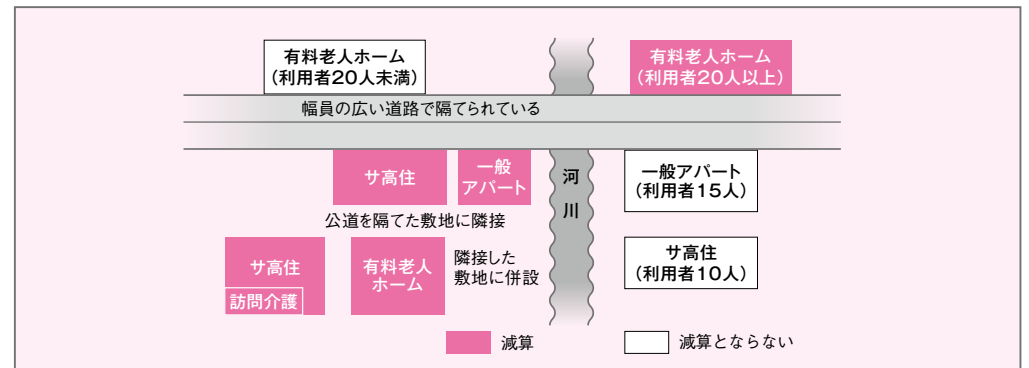 有料老人ホーム
（利用者20人未満）
有料老人ホーム
（利用者20人以上）
幅員の広い道路で隔てられている
サ高住
一般
アパート
河
川
一般アパート
（利用者15人）
公道を隔てた敷地に隣接
サ高住
訪問介護
有料老人
ホーム
隣接した
敷地に併設
サ高住
（利用者10人）
減算
減算とならない